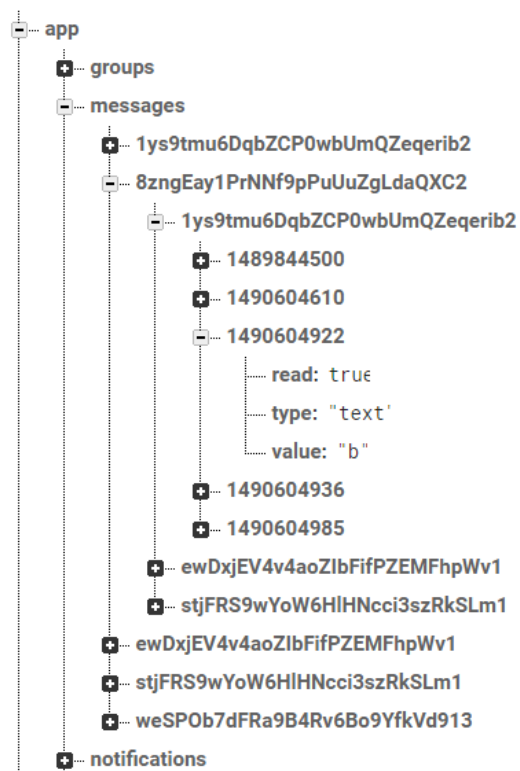 app
groups
messages
1ys9tmu6DqbZCP0wbUmQZeqerib2
8zngEay1PrNNf9pPuUuZgLdaQXC2
1ys9tmu6DqbZCP0wbUmQZeqerib2
1489844500
1490604610
1490604922
read: true
type: "text"
value: "b"
1490604936
1490604985
ewDxjEV4v4aoZIbFifPZEMFhpWv1
stjFRS9wYoW6HlHNcci3szRkSLm1
ewDxjEV4v4aoZIbFifPZEMFhpWv1
stjFRS9wYoW6HlHNcci3szRkSLm1
weSPOb7dFRa9B4Rv6Bo9YfkVd913
notifications